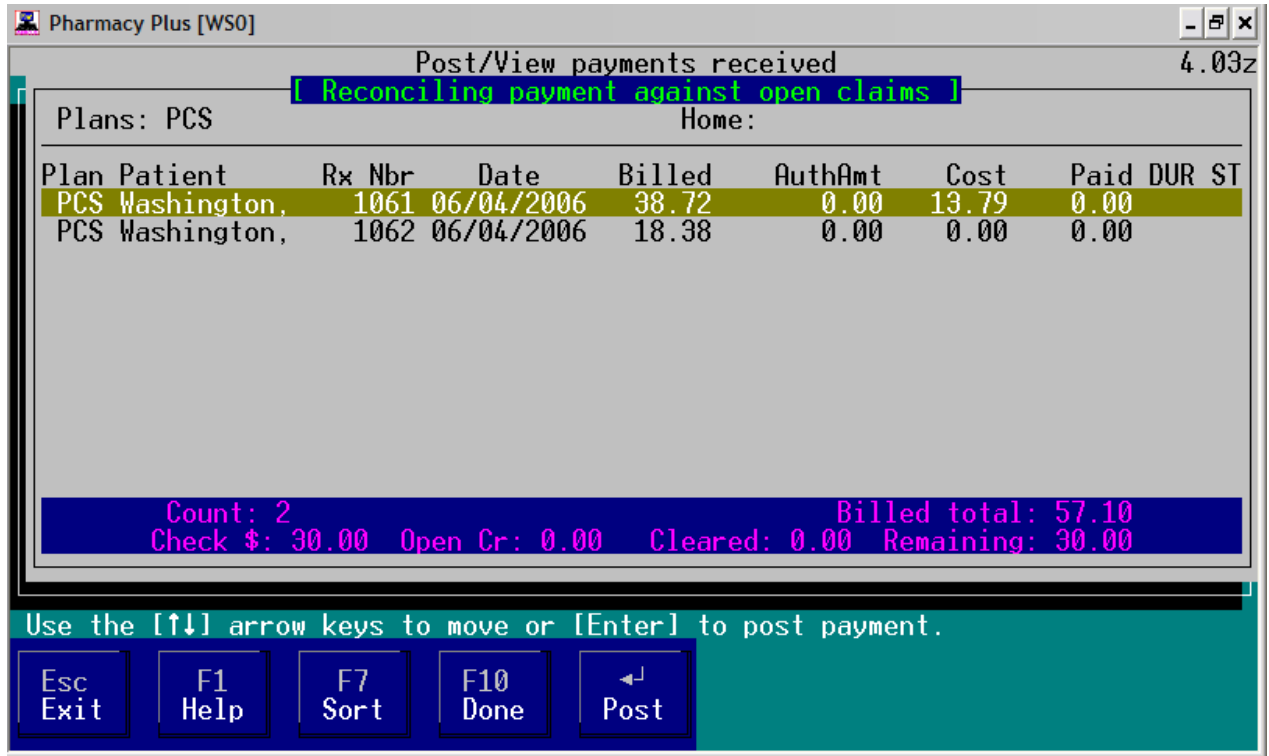 Pharmacy Plus [WS0]
Post/View payments received 4.03z
[ Reconciling payment against open claims ]
Plans: PCS Home:
Plan Patient Rx Nbr Date Billed AuthAmt Cost Paid DUR ST
PCS Washington, 1061 06/04/2006 38.72 0.00 13.79 0.00
PCS Washington, 1062 06/04/2006 18.38 0.00 0.00 0.00
Count: 2 Billed total: 57.10
Check $: 30.00 Open Cr: 0.00 Cleared: 0.00 Remaining: 30.00
Use the [↑↓] arrow keys to move or [Enter] to post payment.
Esc F1 F7 F10 ◄┘
Exit Help Sort Done Post